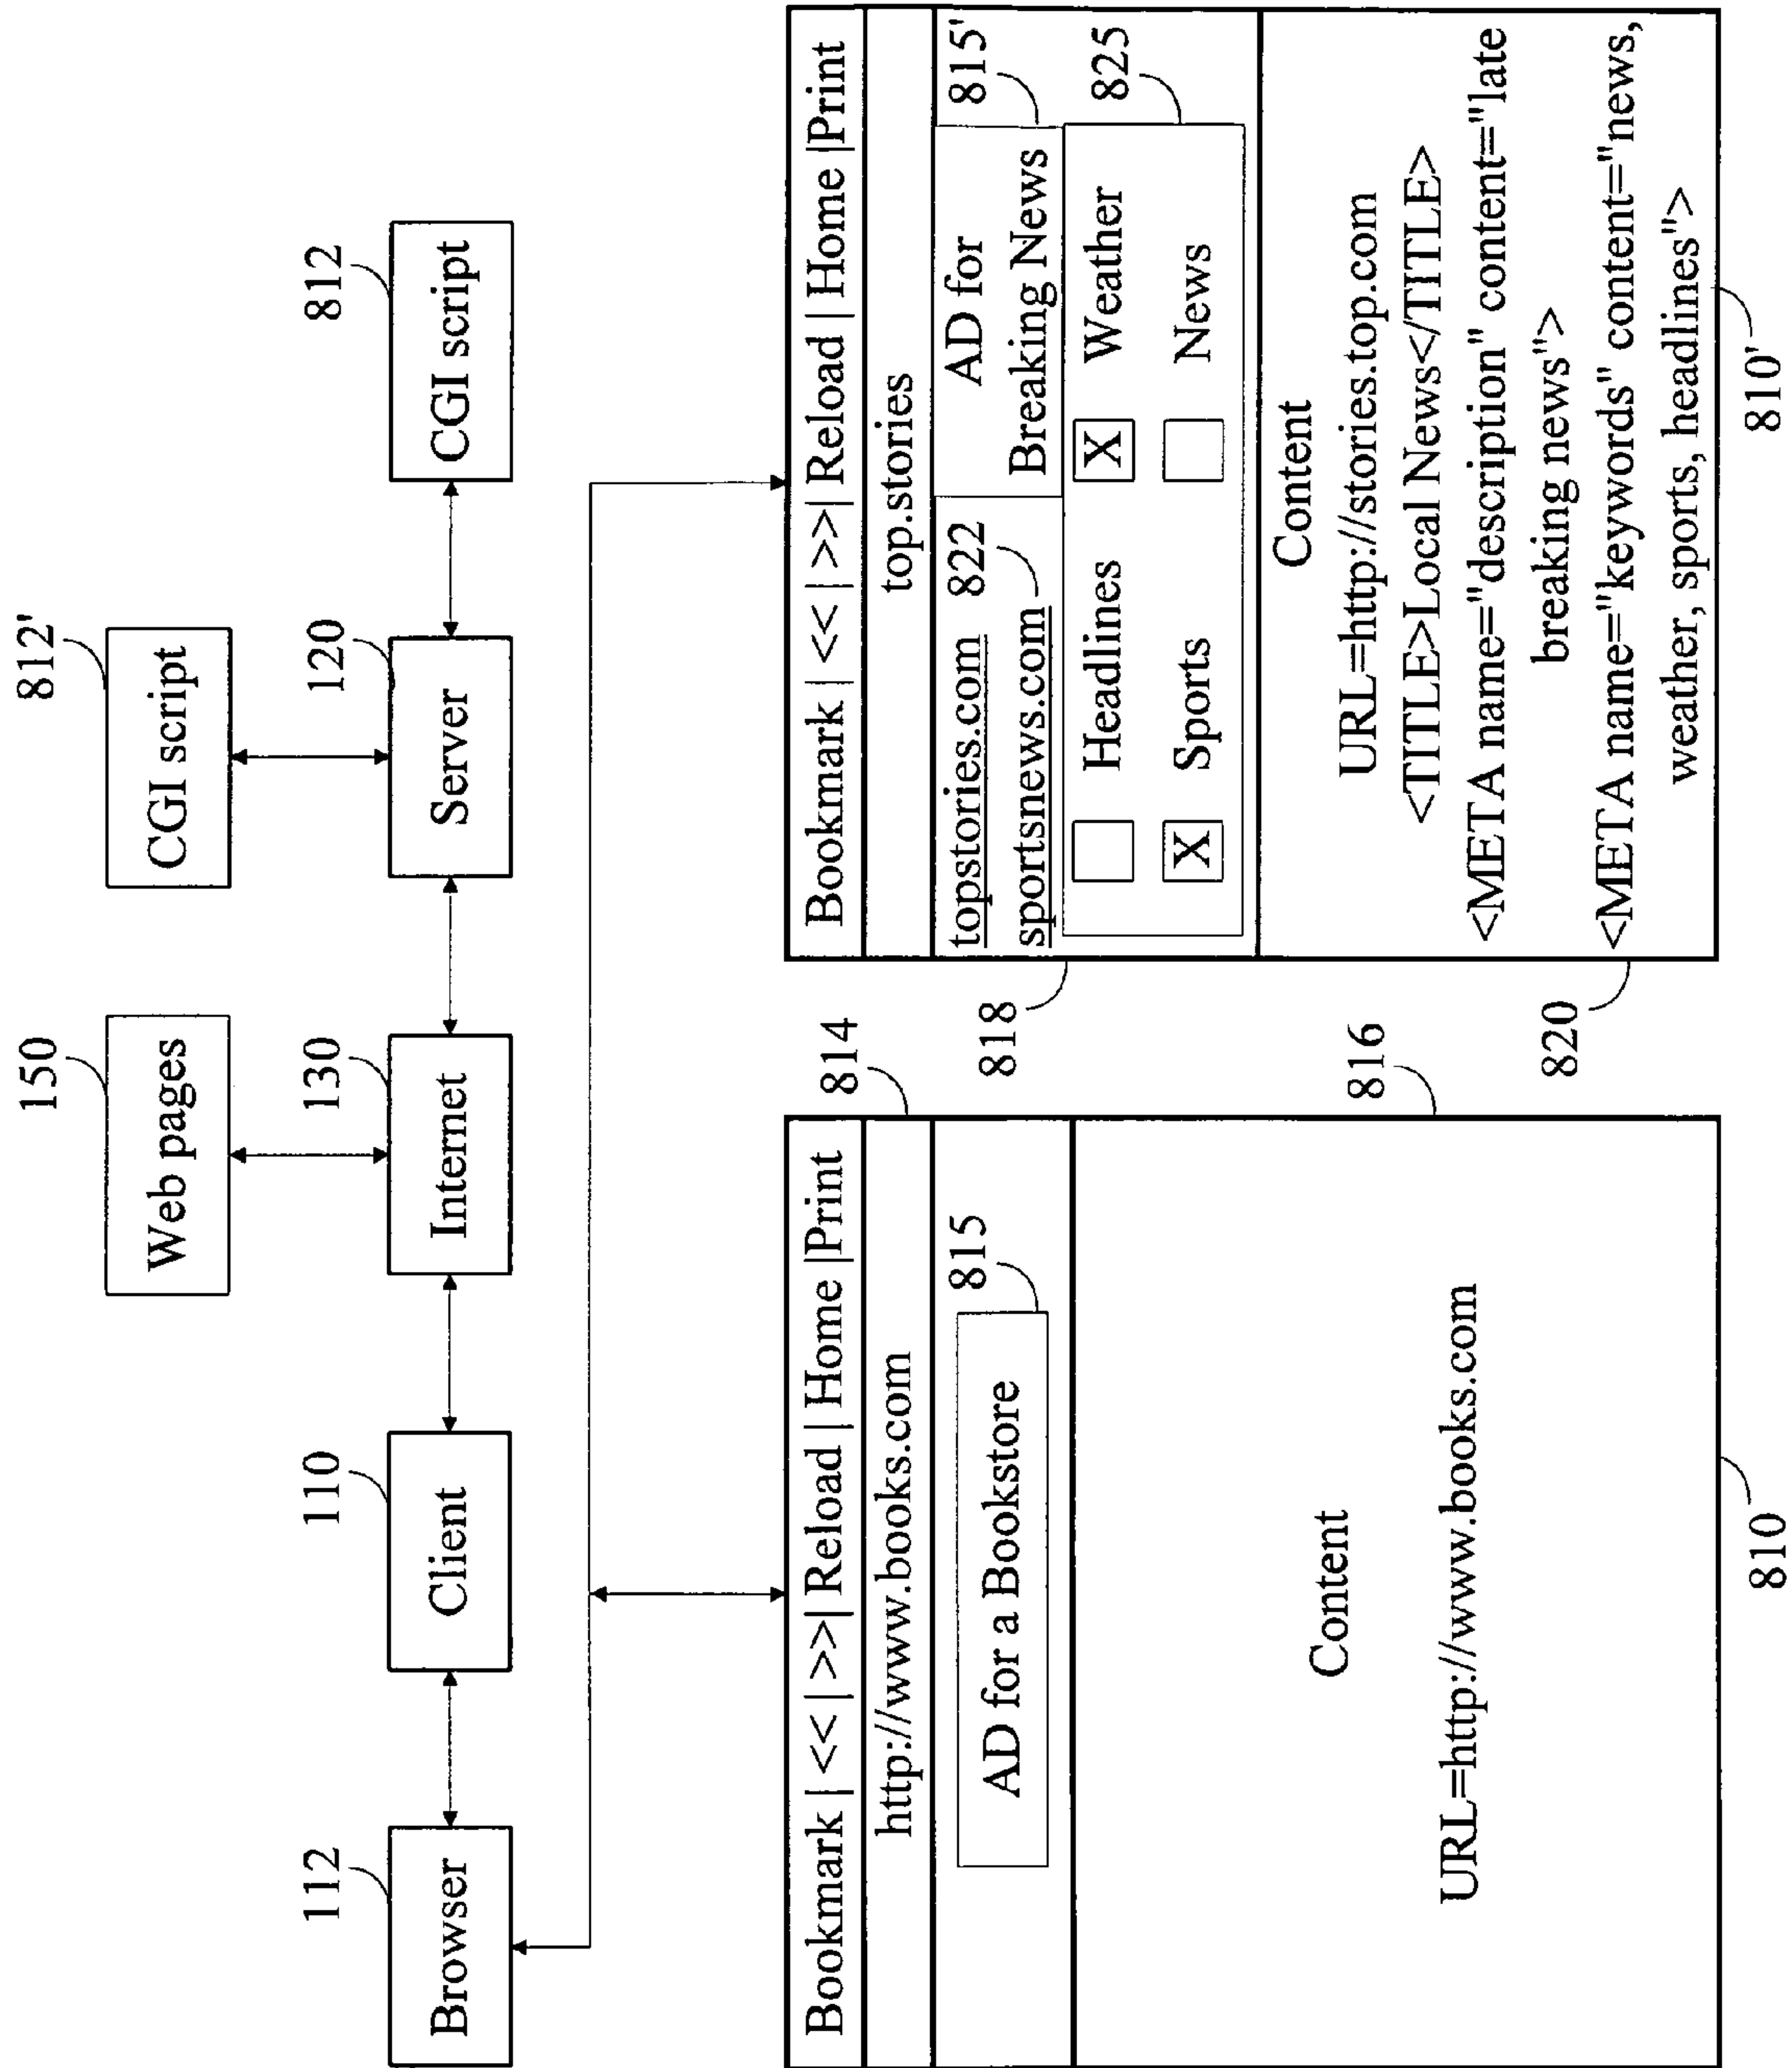 812'
CGI script
150
Web pages
112
110
130
120
812
Browser
Client
Internet
Server
CGI script
814
Bookmark | << | >>| Reload | Home |Print
http://www.books.com
815
AD for a Bookstore
816
Content
URL=http://www.books.com
810
Bookmark | << | >>| Reload | Home |Print
top.stories
818
topstories.com 822
sportsnews.com
AD for
Breaking News
815'
Headlines
X Weather
825
X Sports
News
Content
URL=http://stories.top.com
<TITLE>Local News</TITLE>
<META name="description" content="late
breaking news">
<META name="keywords" content="news,
weather, sports, headlines">
820
810'